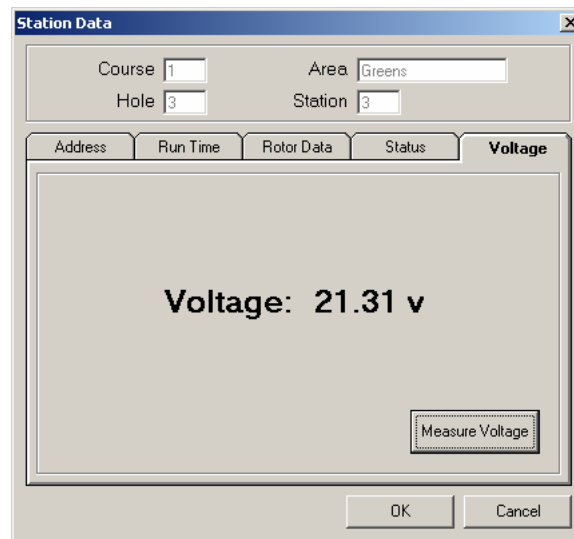 Station Data
Course 1 Area Greens
Hole 3 Station 3
Address Run Time Rotor Data Status Voltage
Voltage: 21.31 v
Measure Voltage
OK Cancel